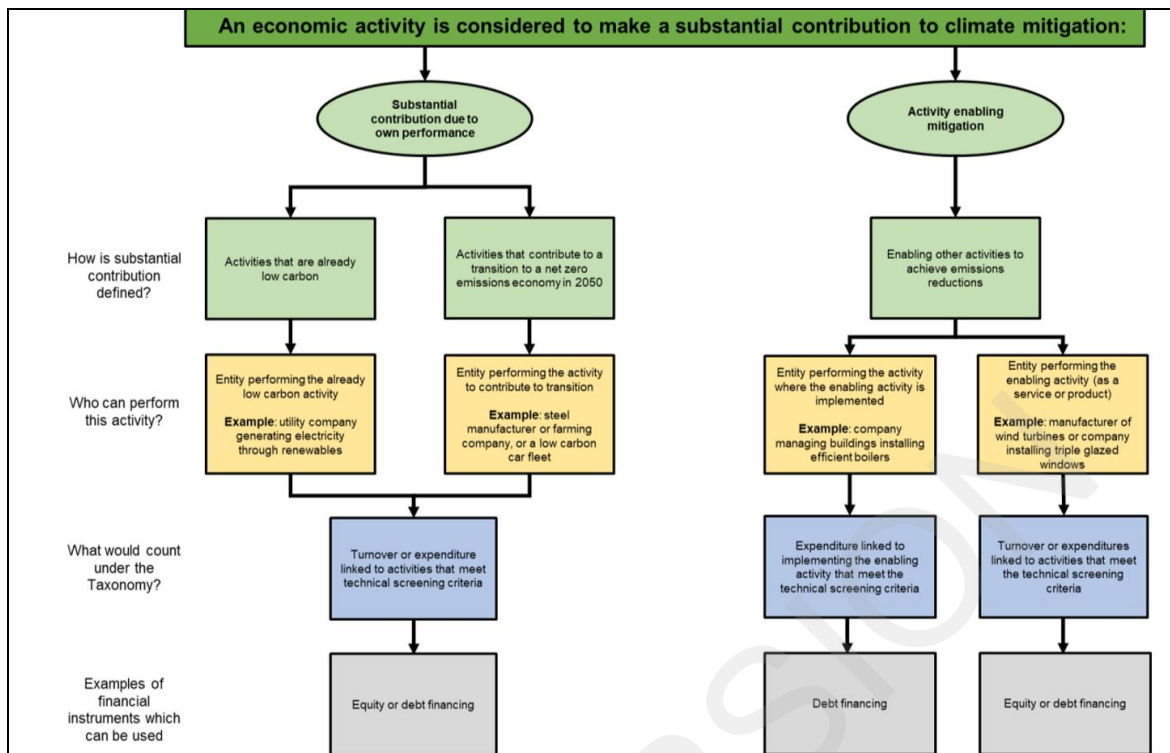 An economic activity is considered to make a substantial contribution to climate mitigation:
Substantial
contribution due to
own performance
Activity enabling
mitigation
How is substantial
contribution
defined?
Activities that are already
low carbon
Activities that contribute to a
transition to a net zero
emissions economy in 2050
Enabling other activities to
achieve emissions
reductions
Who can perform
this activity?
Entity performing the already
low carbon activity
Example: utility company
generating electricity
through renewables
Entity performing the activity
to contribute to transition
Example: steel
manufacturer or farming
company, or a low carbon
car fleet
Entity performing the activity
where the enabling activity is
implemented
Example: company
managing buildings installing
efficient boilers
Entity performing the
enabling activity (as a
service or product)
Example: manufacturer of
wind turbines or company
installing triple glazed
windows
What would count
under the
Taxonomy?
Turnover or expenditure
linked to activities that meet
technical screening criteria
Expenditure linked to
implementing the enabling
activity that meet the
technical screening criteria
Turnover or expenditures
linked to activities that meet
the technical screening
criteria
Examples of
financial
instruments which
can be used
Equity or debt financing
Debt financing
Equity or debt financing
SION